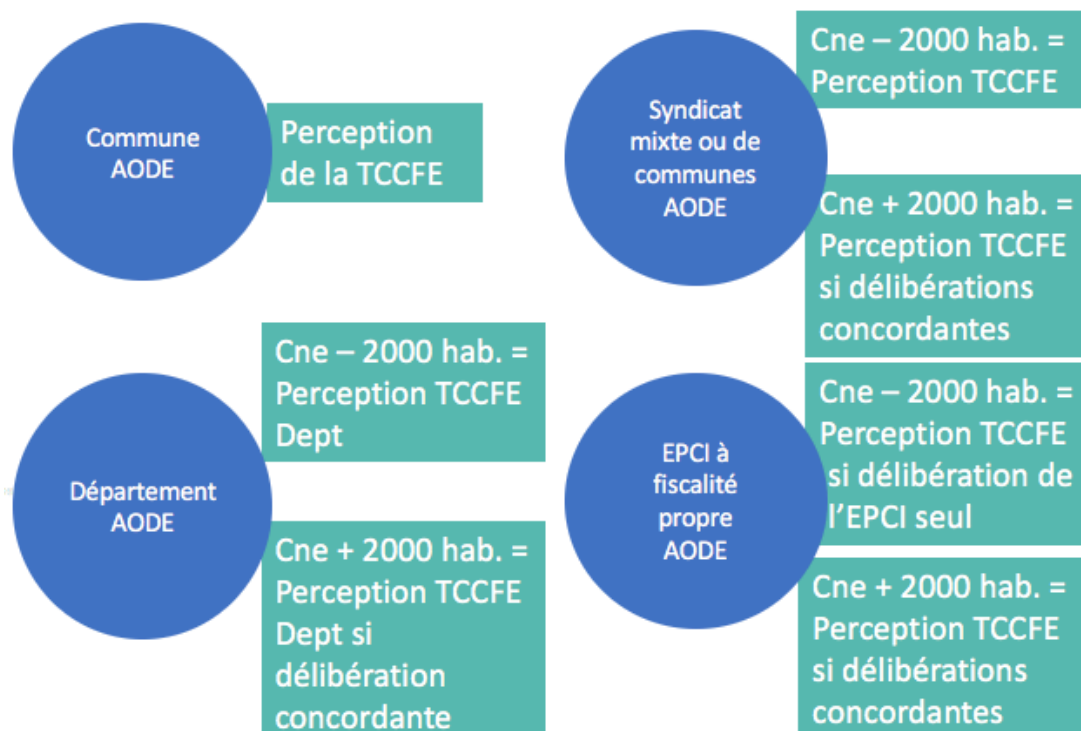 Commune
AODE
Perception
de la TCCFE
Syndicat
mixte ou de
communes
AODE
Cne – 2000 hab. =
Perception TCCFE
Cne + 2000 hab. =
Perception TCCFE
si délibérations
concordantes
Département
AODE
Cne – 2000 hab. =
Perception TCCFE
Dept
Cne + 2000 hab. =
Perception TCCFE
Dept si
délibération
concordante
EPCI à
fiscalité
propre
AODE
Cne – 2000 hab. =
Perception TCCFE
si délibération de
l’EPCI seul
Cne + 2000 hab. =
Perception TCCFE
si délibérations
concordantes